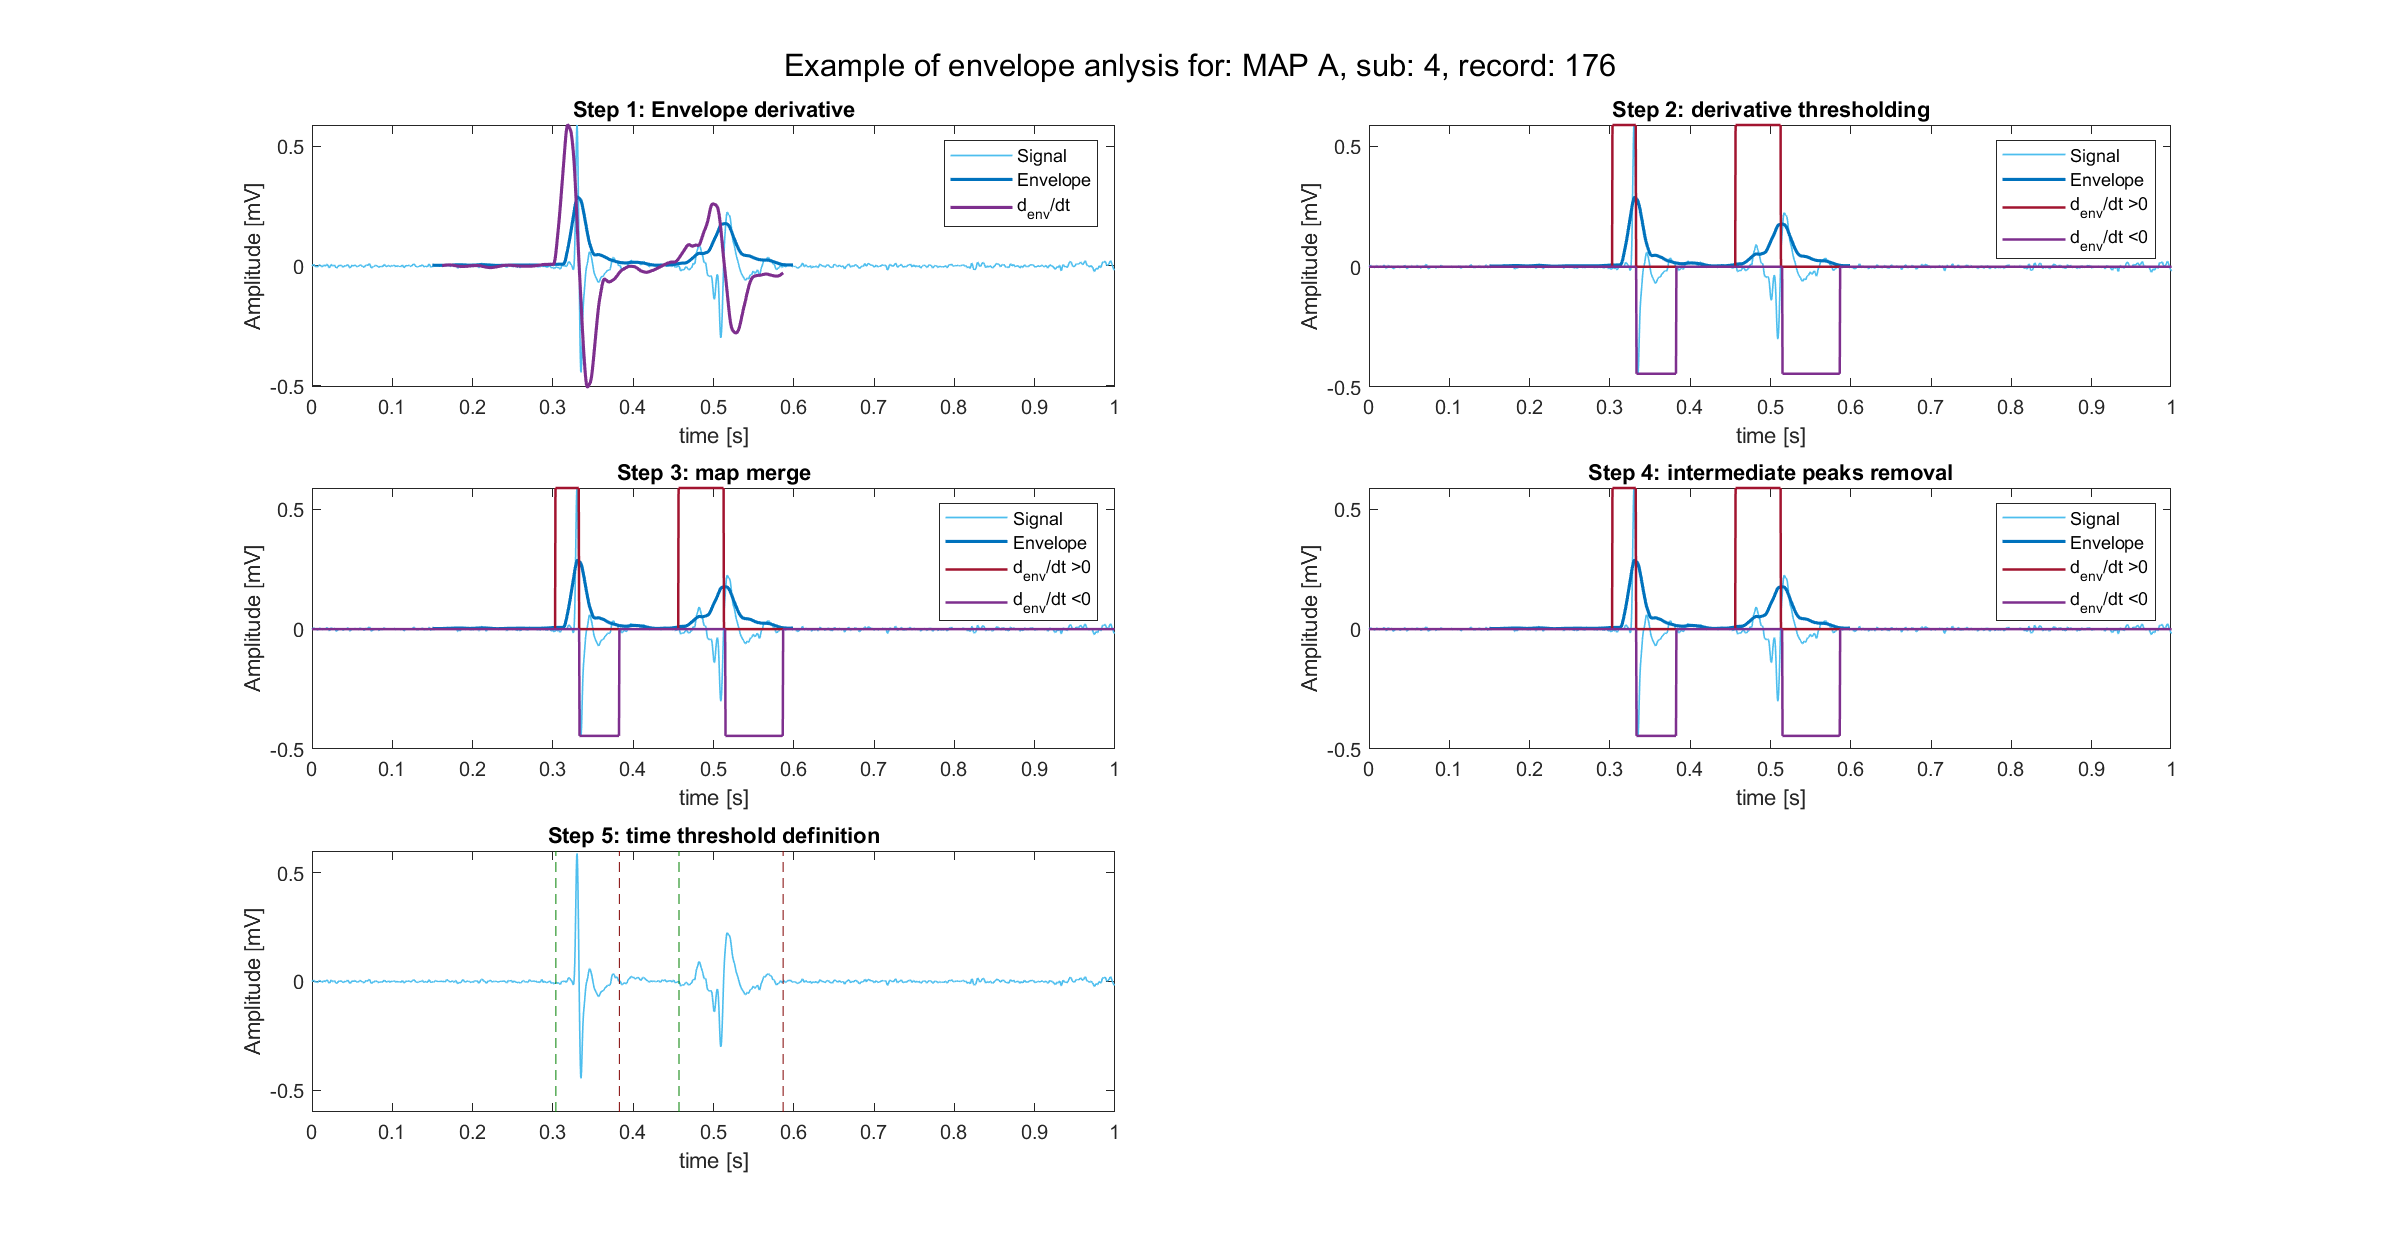 Example of envelope anlysis for: MAP A, sub: 4, record: 176
Step 1: Envelope derivative
Amplitude [mV]
0.5
0
-0.5
0 0.1 0.2 0.3 0.4 0.5 0.6 0.7 0.8 0.9 1
time [s]
Signal
Envelope
d_env/dt
Step 2: derivative thresholding
Amplitude [mV]
0.5
0
-0.5
0 0.1 0.2 0.3 0.4 0.5 0.6 0.7 0.8 0.9 1
time [s]
Signal
Envelope
d_env/dt >0
d_env/dt <0
Step 3: map merge
Amplitude [mV]
0.5
0
-0.5
0 0.1 0.2 0.3 0.4 0.5 0.6 0.7 0.8 0.9 1
time [s]
Signal
Envelope
d_env/dt >0
d_env/dt <0
Step 4: intermediate peaks removal
Amplitude [mV]
0.5
0
-0.5
0 0.1 0.2 0.3 0.4 0.5 0.6 0.7 0.8 0.9 1
time [s]
Signal
Envelope
d_env/dt >0
d_env/dt <0
Step 5: time threshold definition
Amplitude [mV]
0.5
0
-0.5
0 0.1 0.2 0.3 0.4 0.5 0.6 0.7 0.8 0.9 1
time [s]